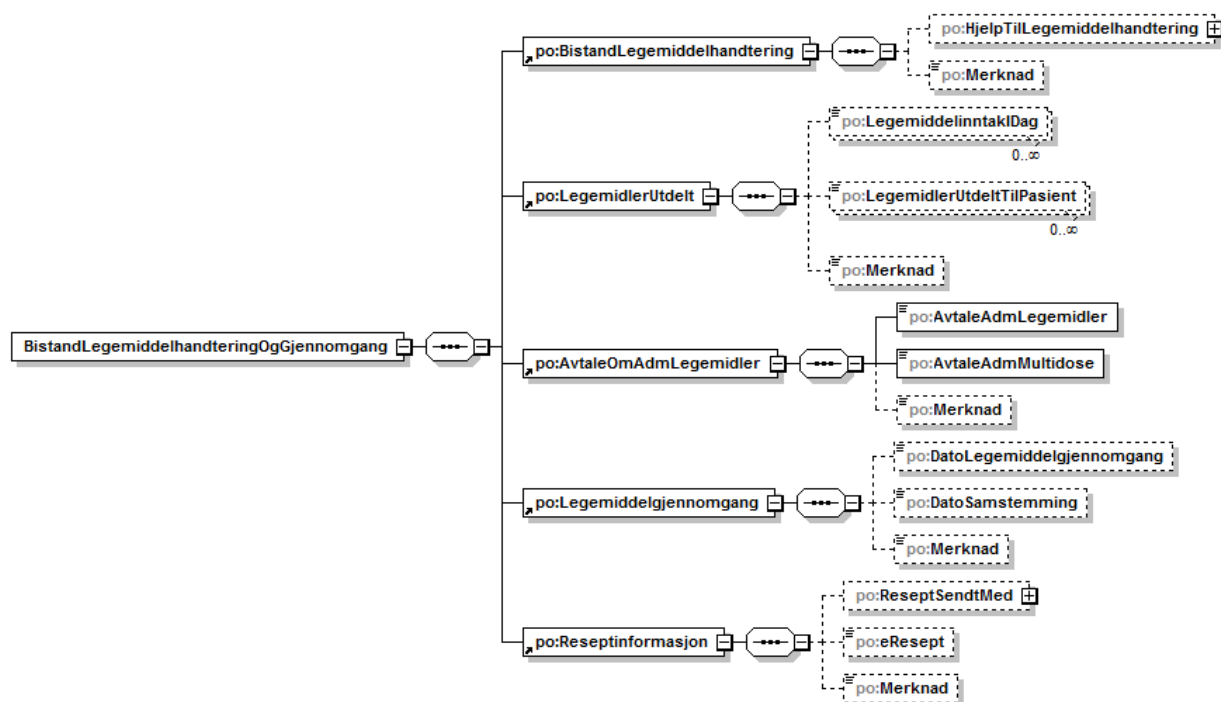 BistandLegemiddelhandteringOgGjennomgang
po:BistandLegemiddelhandtering
po:HjelpTilLegemiddelhandtering
po:Merknad
po:LegemidlerUtdelt
po:LegemiddelinntakIDag
0..∞
po:LegemidlerUtdeltTilPasient
0..∞
po:Merknad
po:AvtaleOmAdmLegemidler
po:AvtaleAdmLegemidler
po:AvtaleAdmMultidose
po:Merknad
po:Legemiddelgjennomgang
po:DatoLegemiddelgjennomgang
po:DatoSamstemming
po:Merknad
po:Reseptinformasjon
po:ReseptSendtMed
po:eResept
po:Merknad